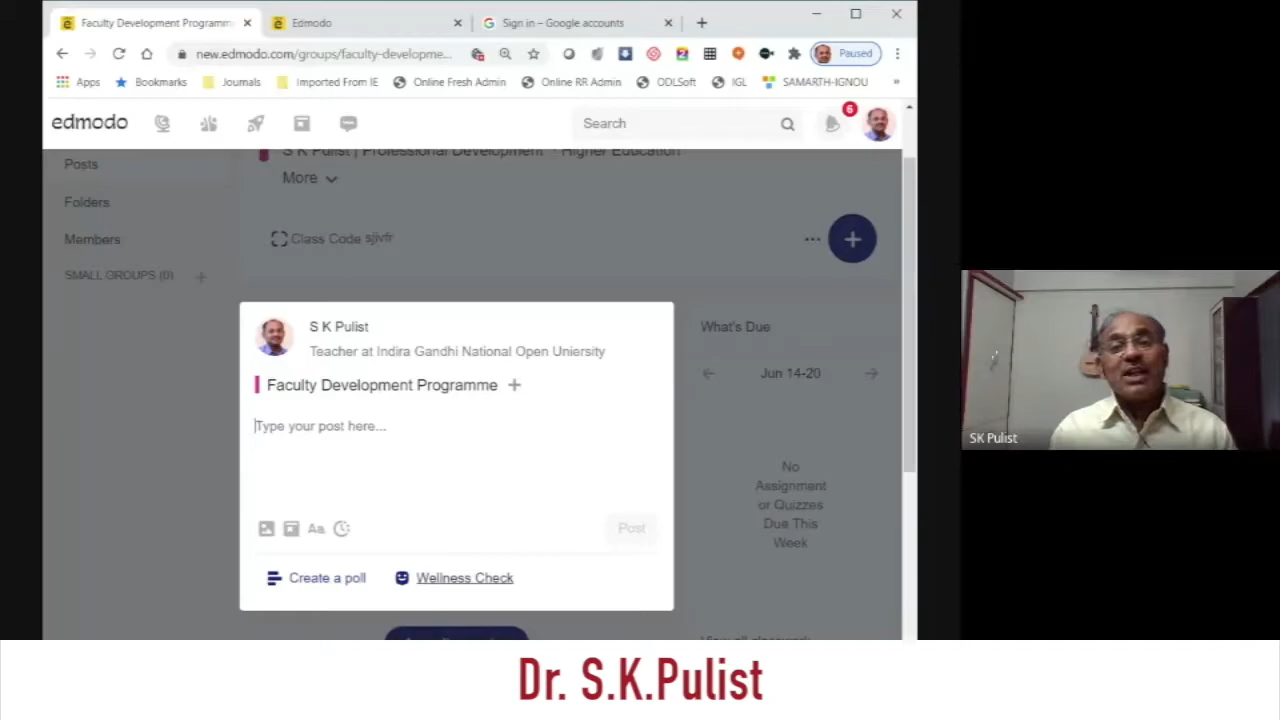 Faculty Development Programm
Edmodo
Sign in – Google accounts
new.edmodo.com/groups/faculty-developme...
Paused
Apps
Bookmarks
Journals
Imported From IE
Online Fresh Admin
Online RR Admin
ODLSoft
IGL
SAMARTH-IGNOU
»
edmodo
Search
6
Posts
S K Pulist | Professional Development · Higher Education
More
Folders
Members
Class Code sjivfr
SMALL GROUPS (0)
S K Pulist
Teacher at Indira Gandhi National Open Uniersity
Faculty Development Programme
Type your post here...
Aa
Post
Create a poll
Wellness Check
What's Due
Jun 14-20
No
Assignment
or Quizzes
Due This
Week
SK Pulist
Dr. S.K.Pulist